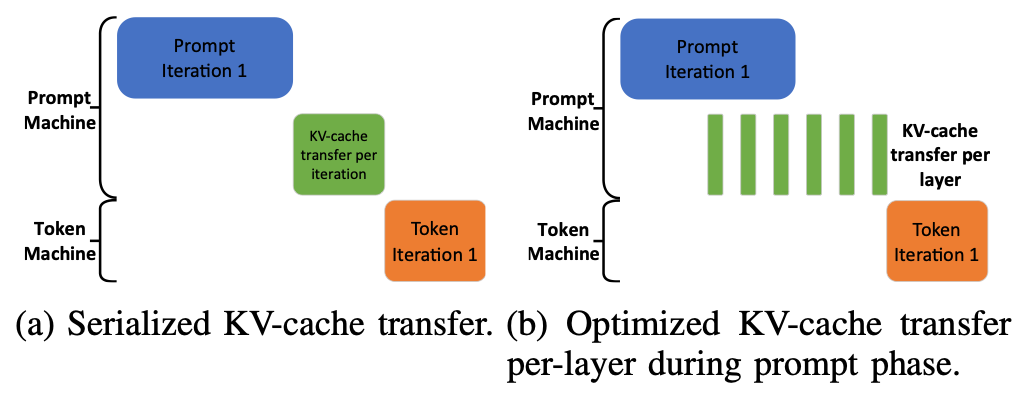 Prompt
Iteration 1
Prompt
Machine
KV-cache
transfer per
iteration
Token
Machine
Token
Iteration 1
(a) Serialized KV-cache transfer.
Prompt
Iteration 1
Prompt
Machine
KV-cache
transfer per
layer
Token
Machine
Token
Iteration 1
(b) Optimized KV-cache transfer
per-layer during prompt phase.